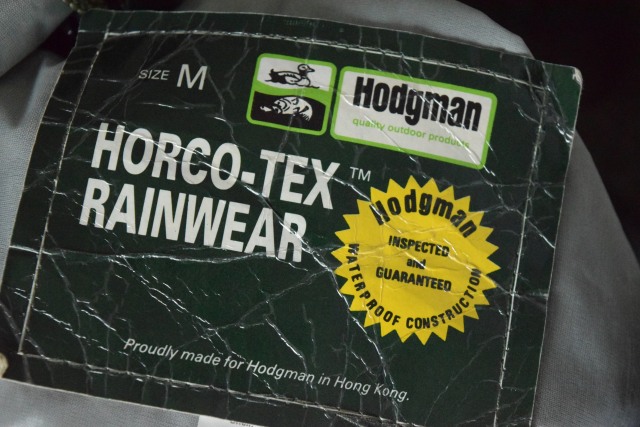 SIZE M
Hodgman
quality outdoor products
HORCO-TEX™
RAINWEAR
Hodgman
INSPECTED
and
GUARANTEED
WATERPROOF CONSTRUCTION
Proudly made for Hodgman in Hong Kong.